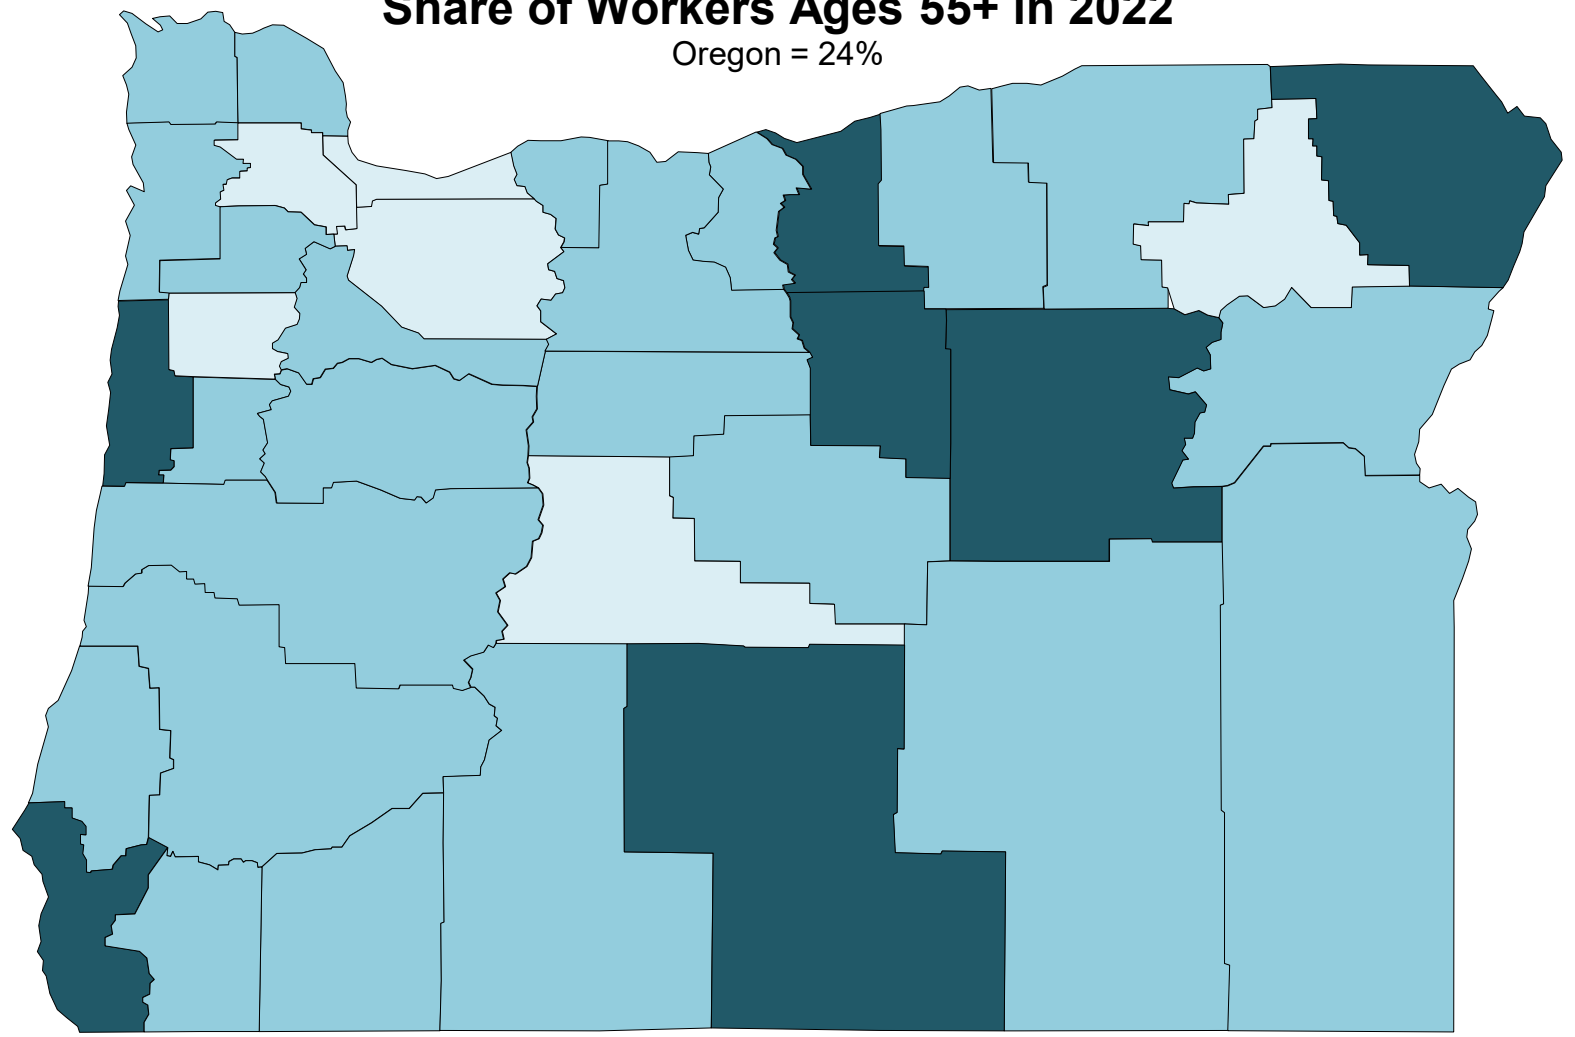 Share of Workers Ages 55+ in 2022
Oregon = 24%